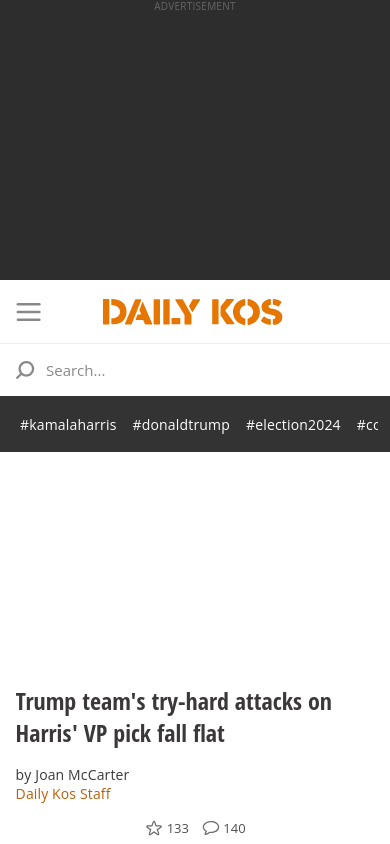 ADVERTISEMENT
DAILY KOS
Search...
#kamalaharris #donaldtrump #election2024
Trump team's try-hard attacks on
Harris' VP pick fall flat
by Joan McCarter
Daily Kos Staff
133 140